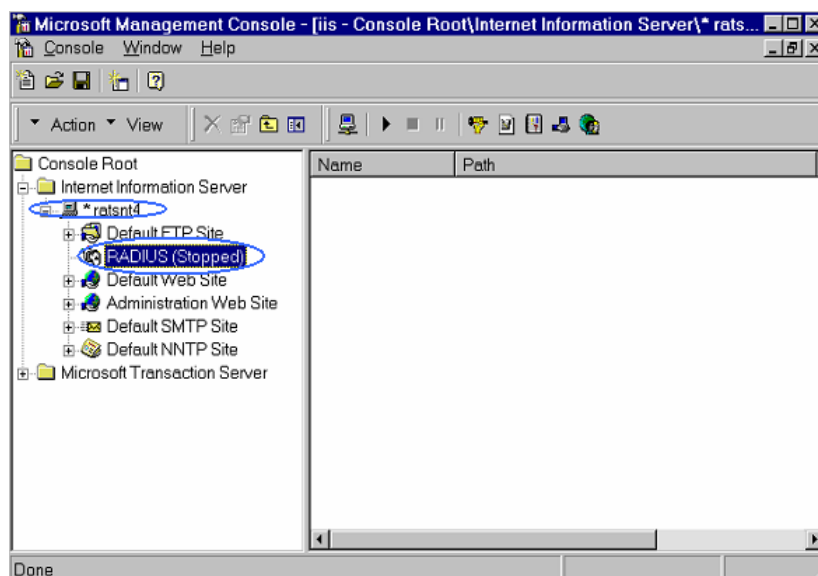 Microsoft Management Console - [iis - Console Root\Internet Information Server\* rats...
Console Window Help
Action View
Console Root
Name Path
Internet Information Server
* ratsnt4
Default FTP Site
RADIUS (Stopped)
Default Web Site
Administration Web Site
Default SMTP Site
Default NNTP Site
Microsoft Transaction Server
Done